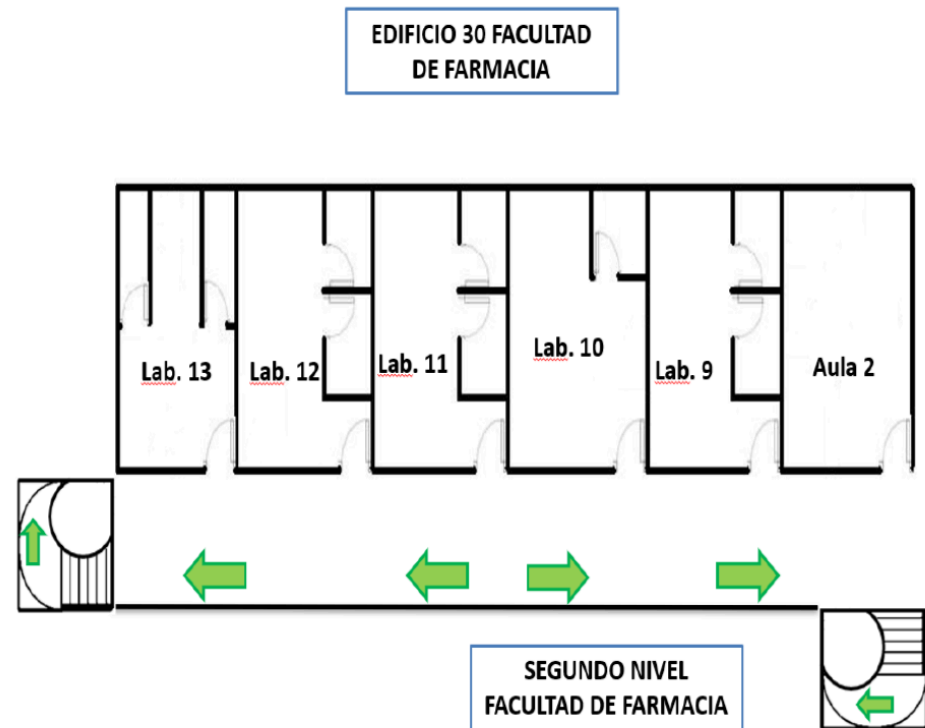 EDIFICIO 30 FACULTAD
DE FARMACIA
Lab. 13
Lab. 12
Lab. 11
Lab. 10
Lab. 9
Aula 2
SEGUNDO NIVEL
FACULTAD DE FARMACIA